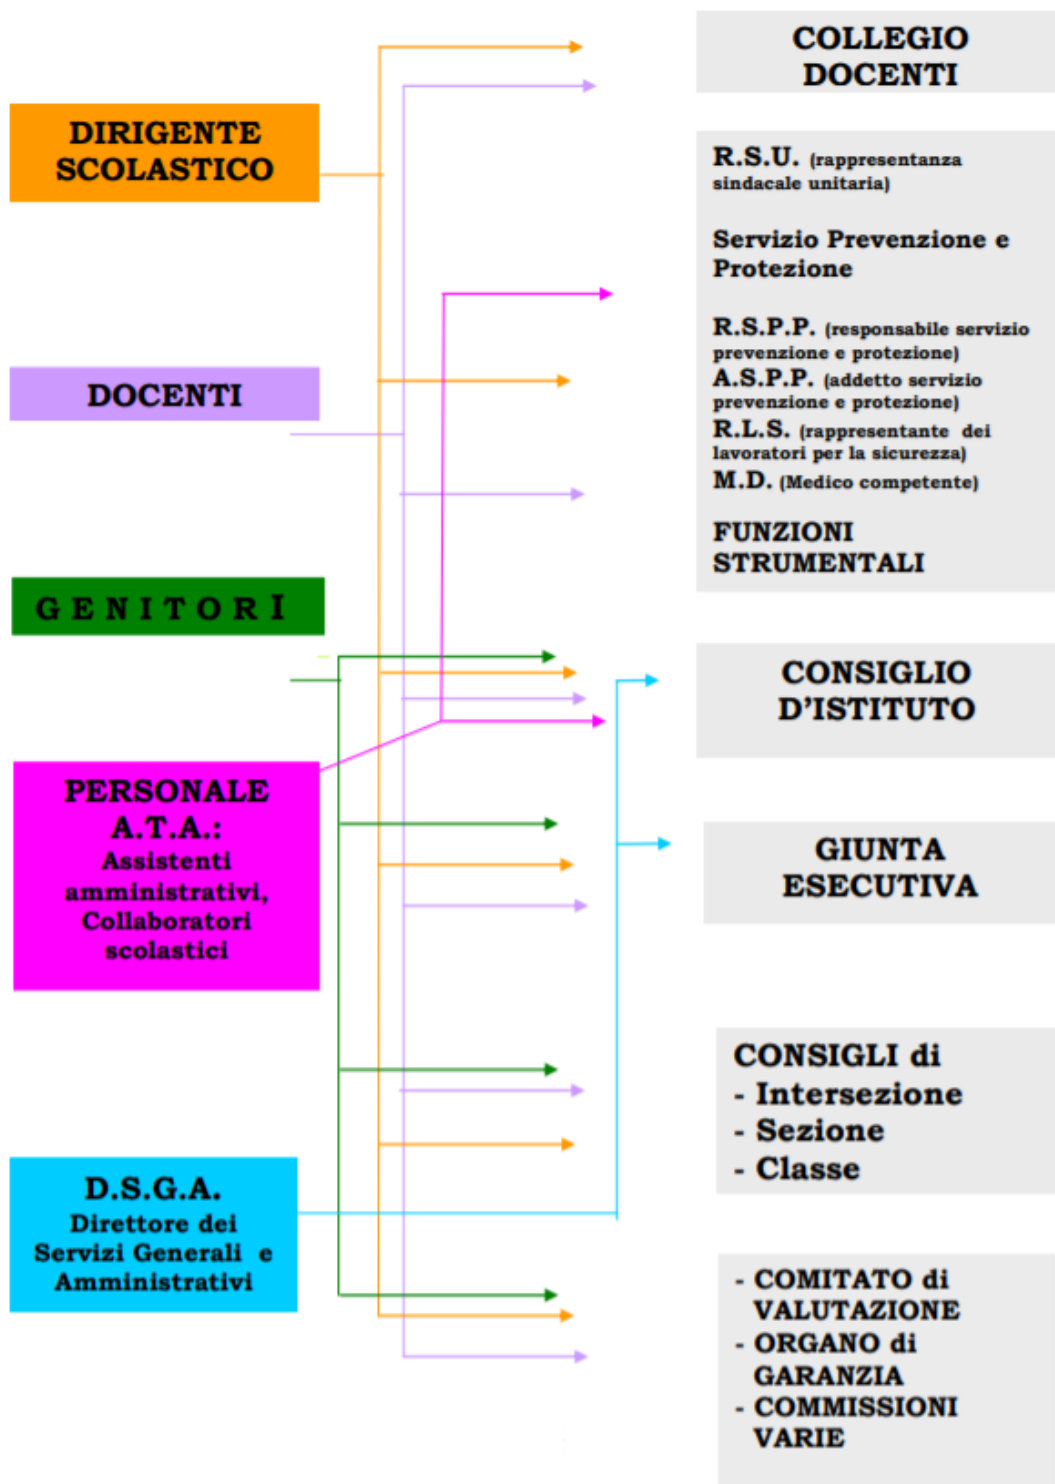 DIRIGENTE
SCOLASTICO
DOCENTI
G E N I T O R I
PERSONALE
A.T.A.:
Assistenti
amministrativi,
Collaboratori
scolastici
D.S.G.A.
Direttore dei
Servizi Generali e
Amministrativi
COLLEGIO
DOCENTI
R.S.U. (rappresentanza
sindacale unitaria)
Servizio Prevenzione e
Protezione
R.S.P.P. (responsabile servizio
prevenzione e protezione)
A.S.P.P. (addetto servizio
prevenzione e protezione)
R.L.S. (rappresentante dei
lavoratori per la sicurezza)
M.D. (Medico competente)
FUNZIONI
STRUMENTALI
CONSIGLIO
D'ISTITUTO
GIUNTA
ESECUTIVA
CONSIGLI di
- Intersezione
- Sezione
- Classe
- COMITATO di
VALUTAZIONE
- ORGANO di
GARANZIA
- COMMISSIONI
VARIE